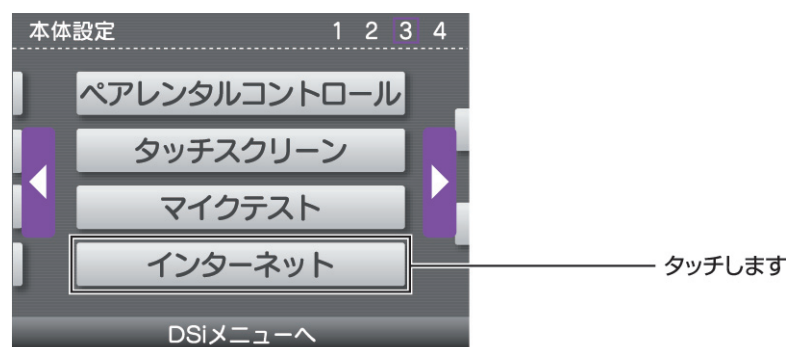 本体設定 1 2 3 4
ペアレンタルコントロール
タッチスクリーン
マイクテスト
インターネット
タッチします
DSiメニューへ